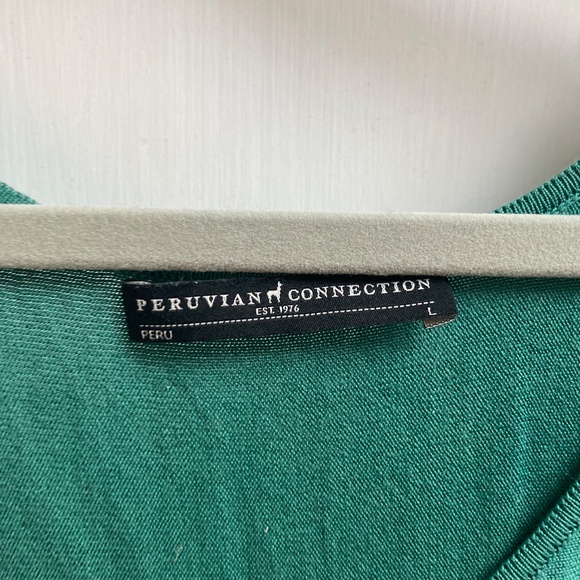 PERUVIAN CONNECTION
EST. 1976
PERU L